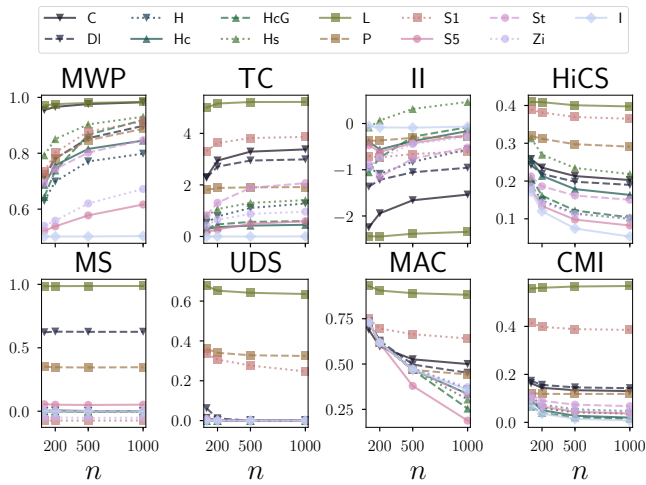 C H HcG L S1 St I
Dl Hc Hs P S5 Zi
MWP TC II HiCS
1.0 0.4
0.8 4 0 0.3
0.6 2 -1 0.2
0 -2 0.1
MS UDS MAC CMI
1.0 0.6 0.75 0.4
0.5 0.4 0.50 0.2
0.0 0.2 0.25 0.0
0.0
200 500 1000 200 500 1000 200 500 1000 200 500 1000
n n n n